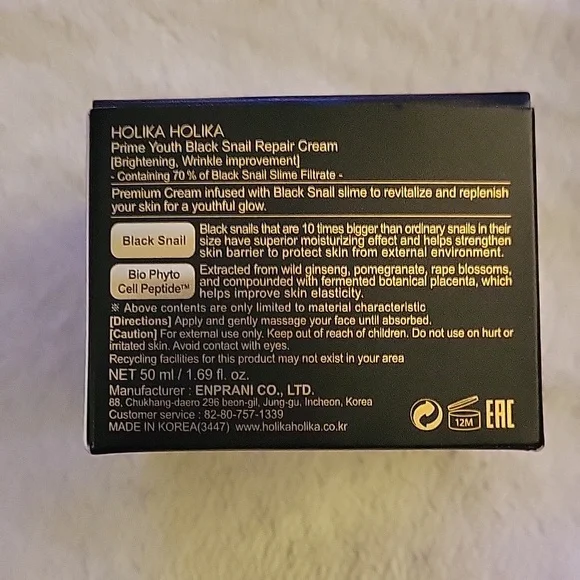 HOLIKA HOLIKA
Prime Youth Black Snail Repair Cream
[Brightening, Wrinkle improvement]
- Containing 70 % of Black Snail Slime Filtrate -
Premium Cream infused with Black Snail slime to revitalize and replenish
your skin for a youthful glow.
Black Snail
Black snails that are 10 times bigger than ordinary snails in their
size have superior moisturizing effect and helps strengthen
skin barrier to protect skin from external environment.
Bio Phyto
Cell Peptide™
Extracted from wild ginseng, pomegranate, rape blossoms,
and compounded with fermented botanical placenta, which
helps improve skin elasticity.
※ Above contents are only limited to material characteristic
[Directions] Apply and gently massage your face until absorbed.
[Caution] For external use only. Keep out of reach of children. Do not use on hurt or
irritated skin. Avoid contact with eyes.
Recycling facilities for this product may not exist in your area
NET 50 ml / 1.69 fl. oz.
Manufacturer : ENPRANI CO., LTD.
88, Chukhang-daero 296 beon-gil, Jung-gu, Incheon, Korea
Customer service : 82-80-757-1339
MADE IN KOREA(3447) www.holikaholika.co.kr
12M
EAC